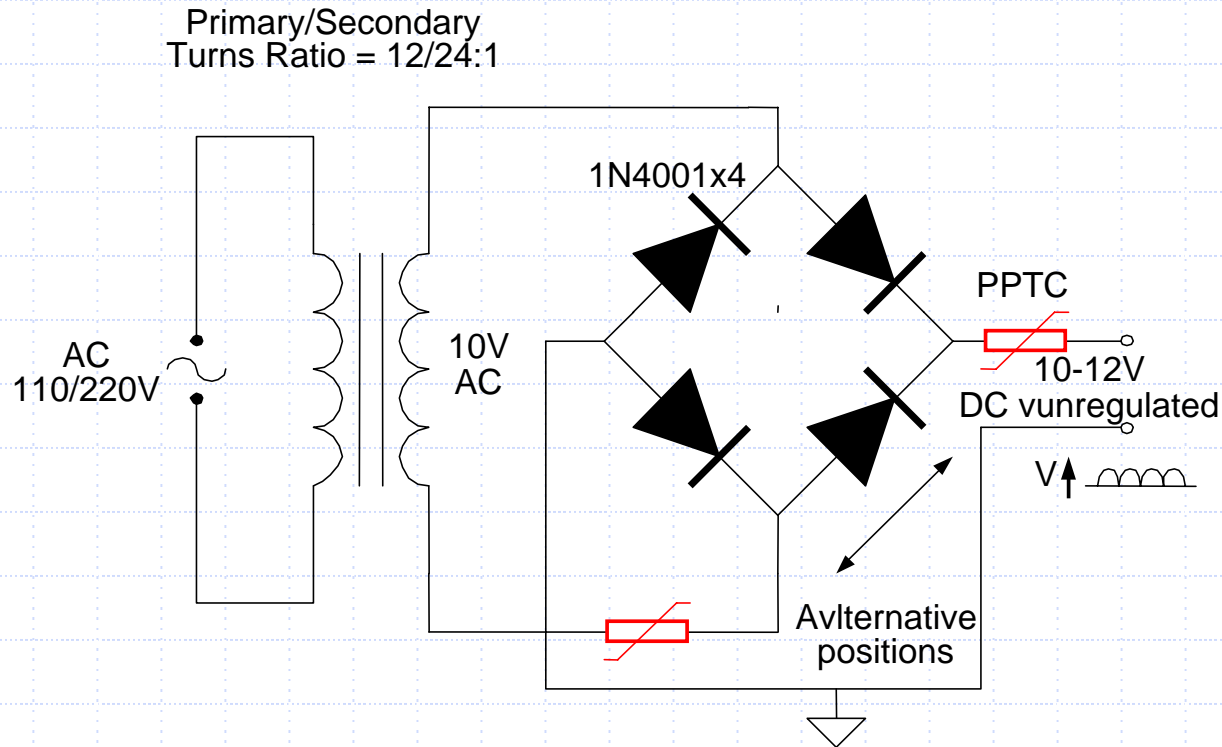 Primary/Secondary
Turns Ratio = 12/24:1
1N4001x4
PPTC
AC
110/220V
10V
AC
10-12V
DC vunregulated
V
Avlternative
positions